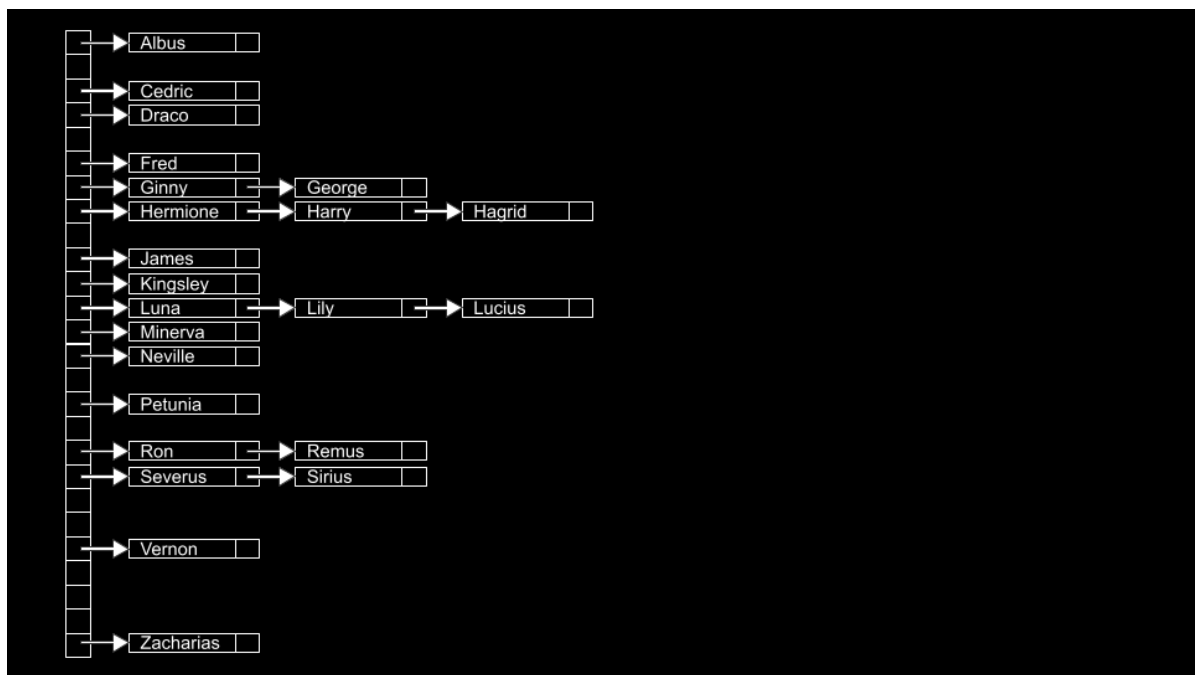 Albus
Cedric
Draco
Fred
Ginny George
Hermione Harry Hagrid
James
Kingsley
Luna Lily Lucius
Minerva
Neville
Petunia
Ron Remus
Severus Sirius
Vernon
Zacharias